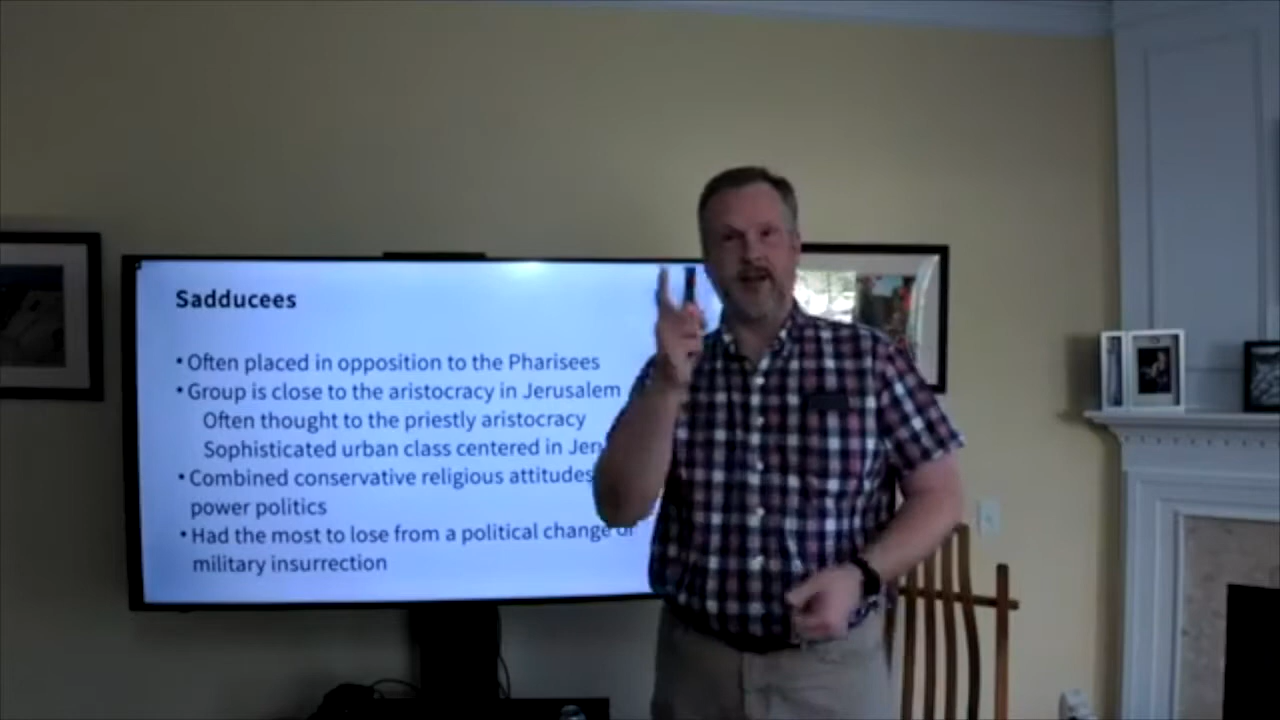 Sadducees
• Often placed in opposition to the Pharisees
• Group is close to the aristocracy in Jerusalem
Often thought to the priestly aristocracy
Sophisticated urban class centered in
• Combined conservative religious attitudes
power politics
• Had the most to lose from a political change or
military insurrection